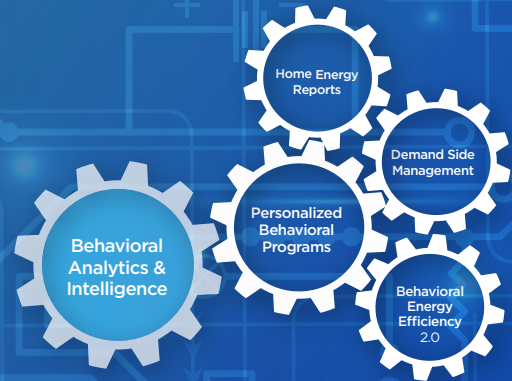 Home Energy
Reports
Demand Side
Management
Personalized
Behavioral
Programs
Behavioral
Analytics &
Intelligence
Behavioral
Energy
Efficiency
2.0